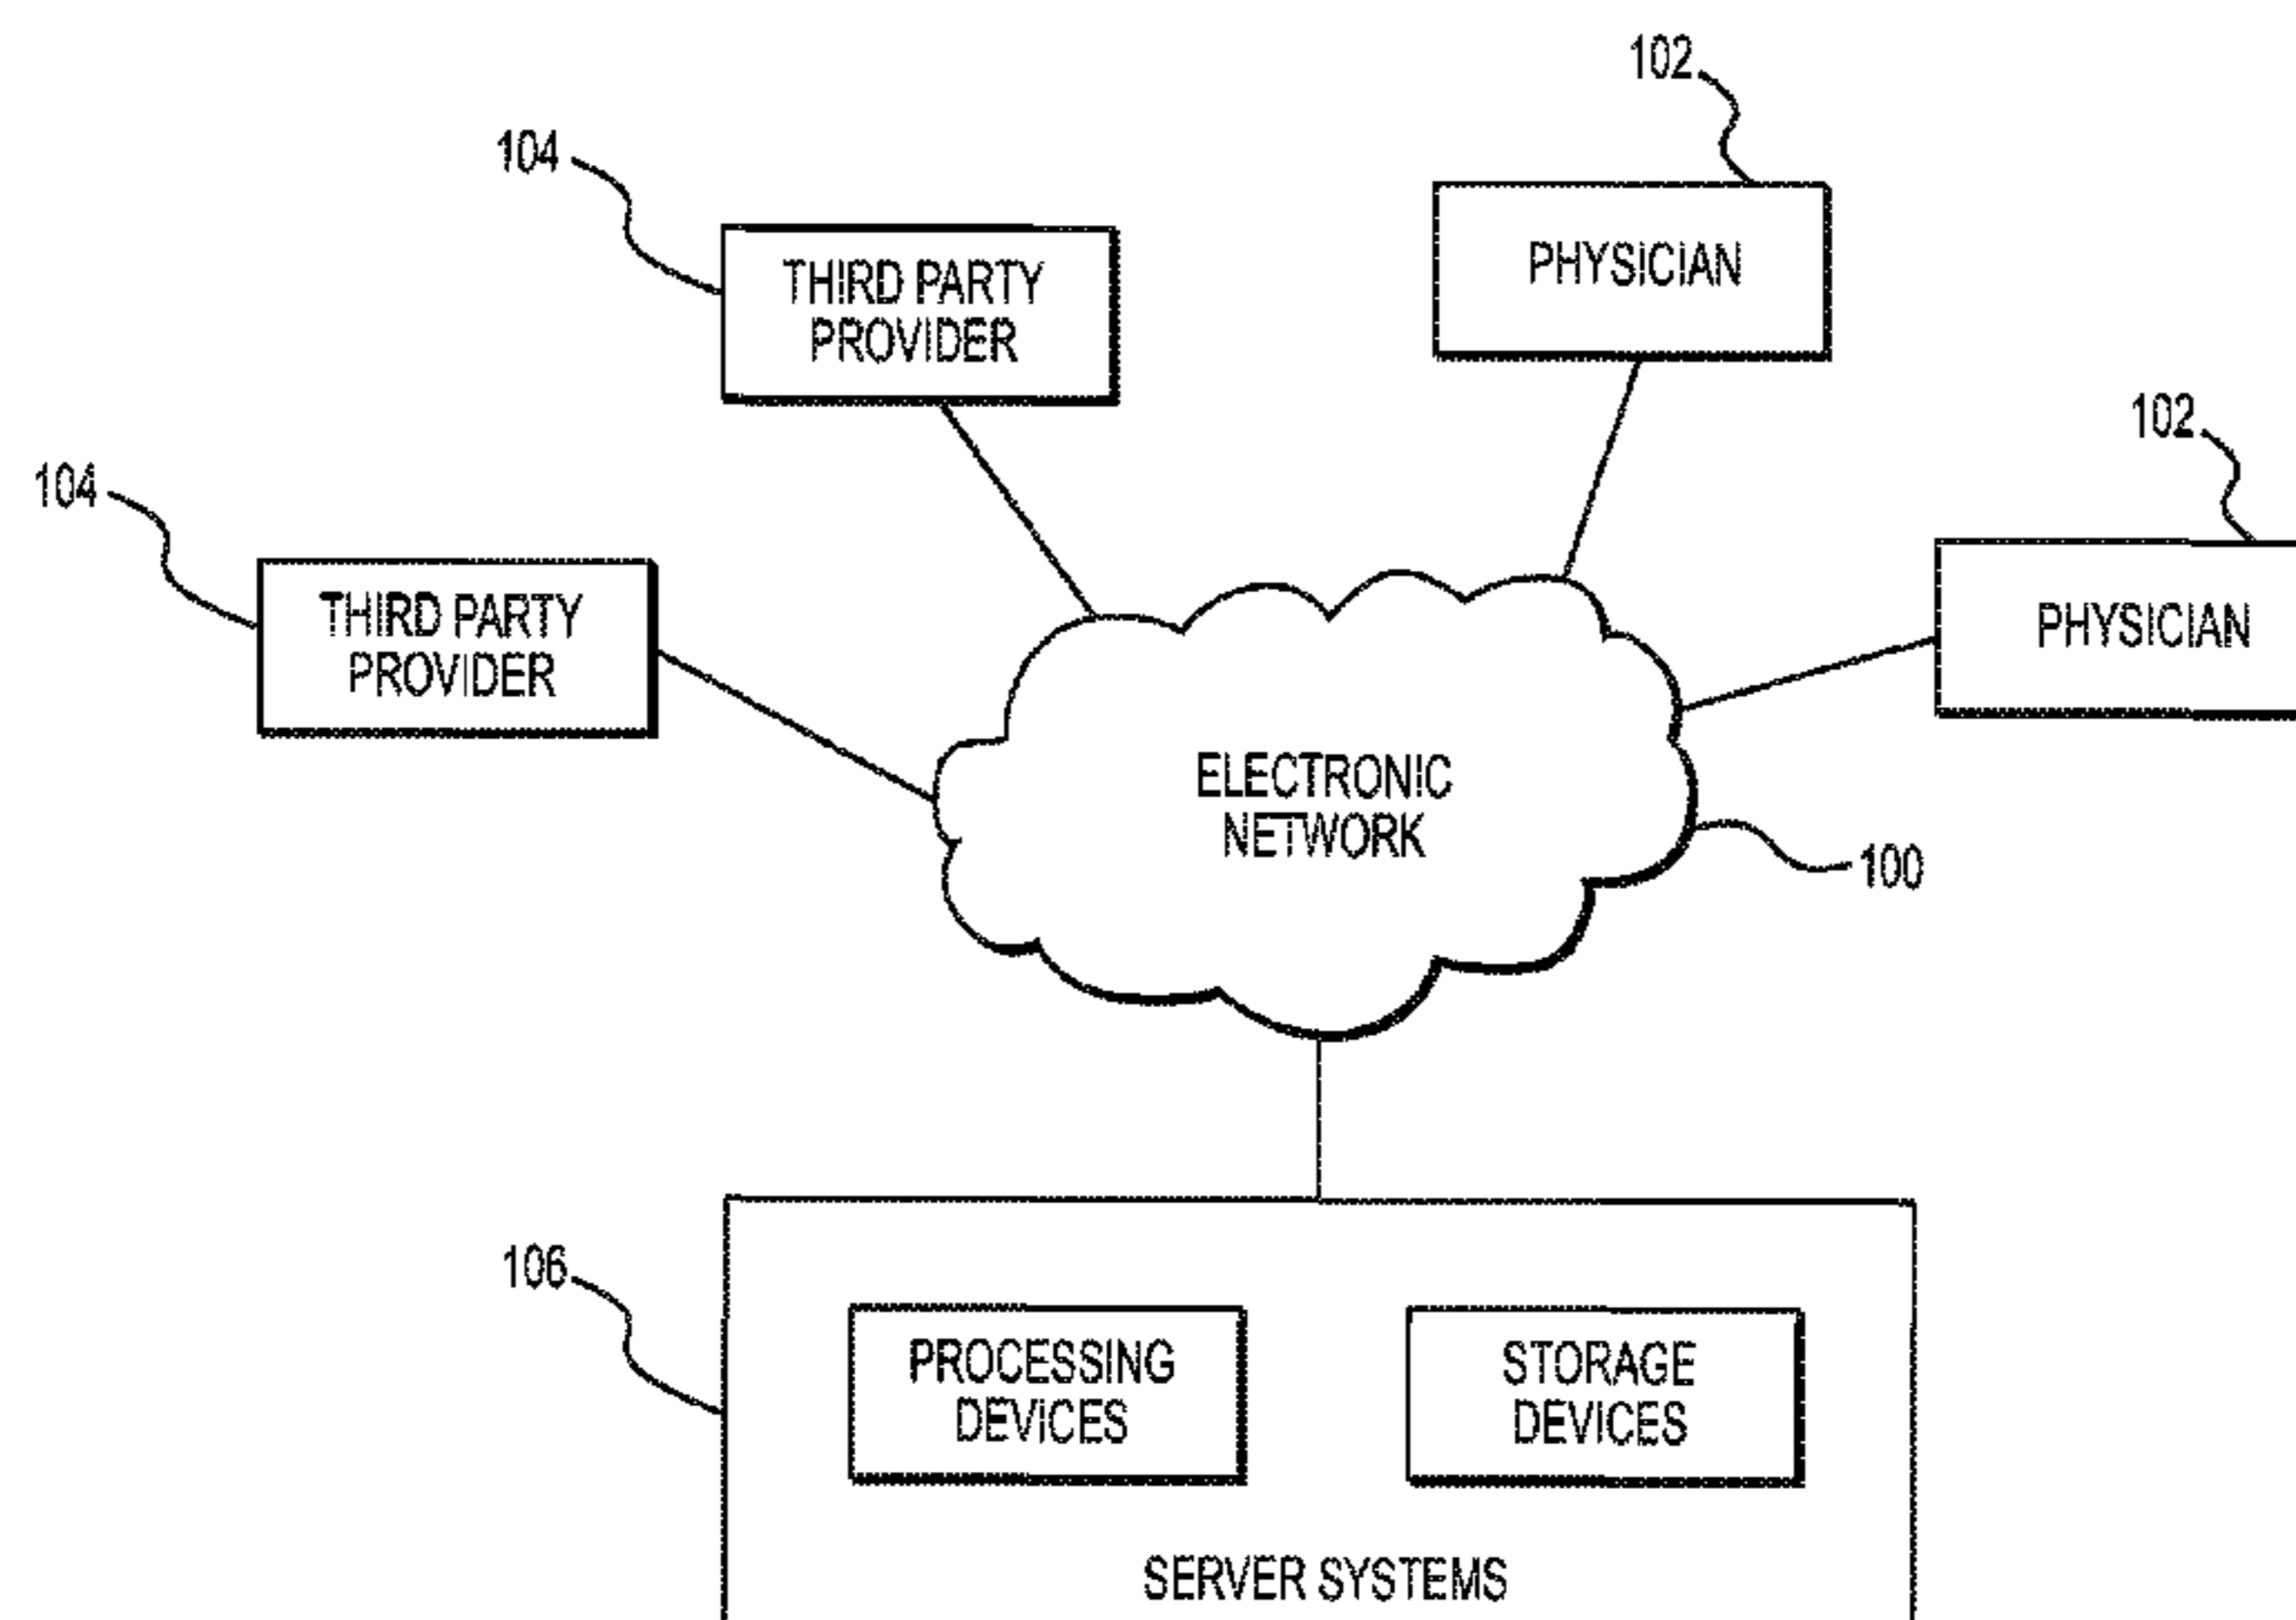 102
104
THIRD PARTY
PROVIDER
PHYSICIAN
102
104
THIRD PARTY
PROVIDER
PHYSICIAN
ELECTRONIC
NETWORK
100
106
PROCESSING
DEVICES
STORAGE
DEVICES
SERVER SYSTEMS